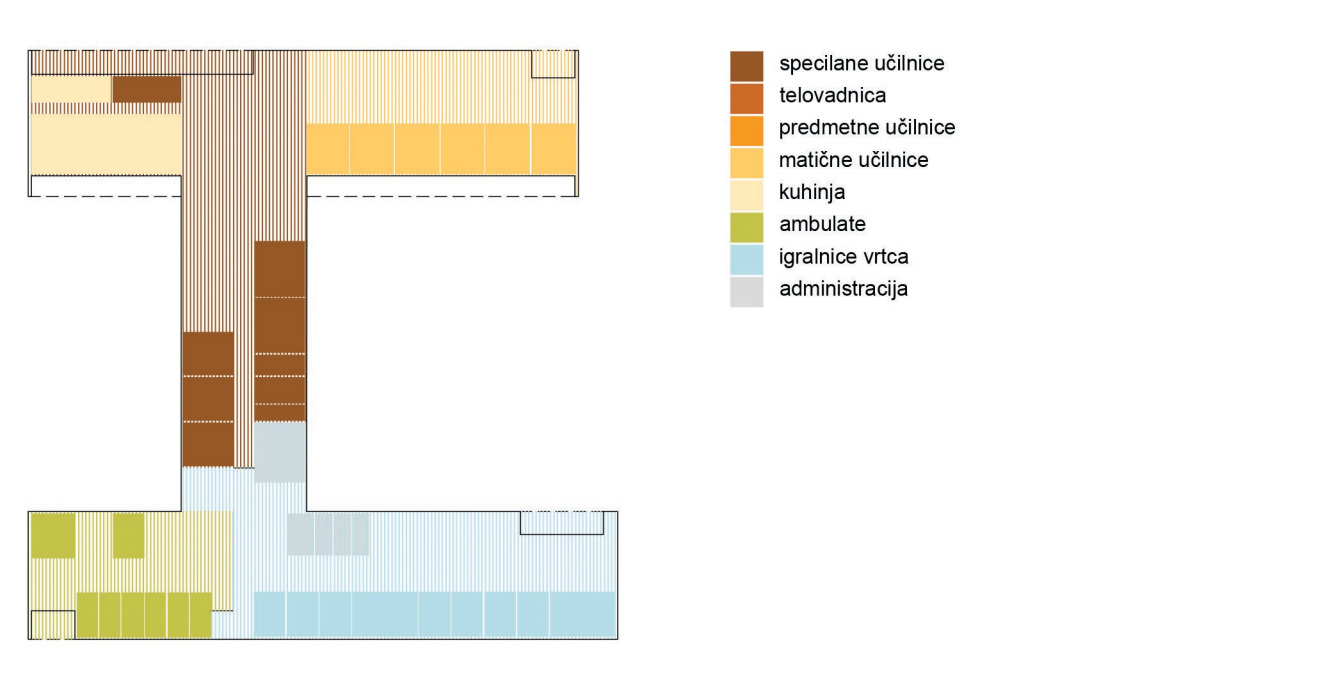 specilane učilnice
telovadnica
predmetne učilnice
matične učilnice
kuhinja
ambulate
igralnice vrtca
administracija